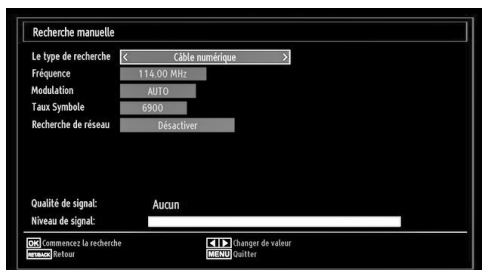 Recherche manuelle
Le type de recherche < Câble numérique >
Fréquence 114.00 MHz
Modulation AUTO
Taux Symbole 6900
Recherche de réseau Désactiver
Qualité de signal: Aucun
Niveau de signal:
OK Commencez la recherche Changer de valeur
RET/BACK Retour MENU Quitter